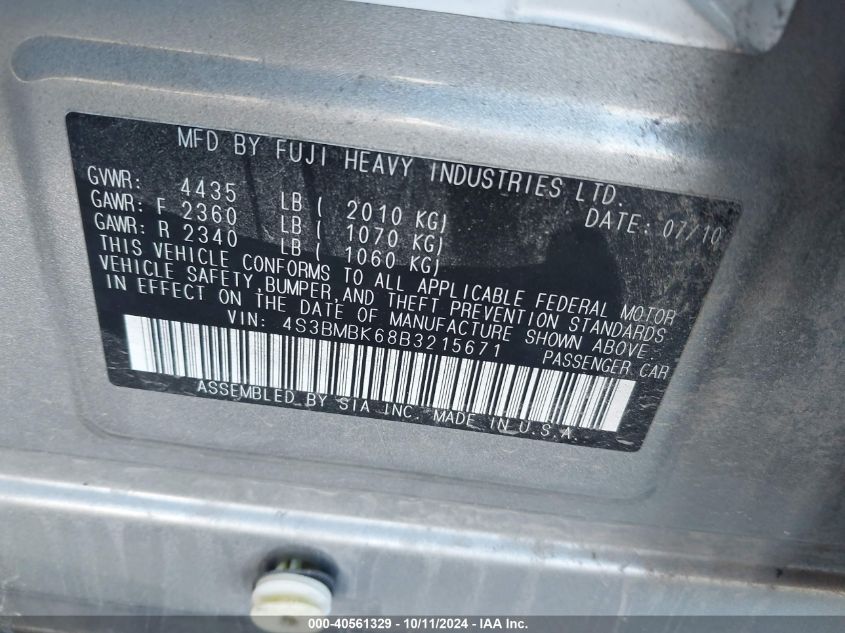 MFD BY FUJI HEAVY INDUSTRIES LTD.
DATE: 07/10
GVWR: 4435 LB ( 2010 KG)
GAWR: F 2360 LB ( 1070 KG)
GAWR: R 2340 LB ( 1060 KG)
THIS VEHICLE CONFORMS TO ALL APPLICABLE FEDERAL MOTOR
VEHICLE SAFETY, BUMPER, AND THEFT PREVENTION STANDARDS
IN EFFECT ON THE DATE OF MANUFACTURE SHOWN ABOVE
VIN: 4S3BMBK68B3215671 PASSENGER CAR
ASSEMBLED BY SIA INC. MADE IN U.S.A.
000-40561329 - 10/11/2024 - IAA Inc.